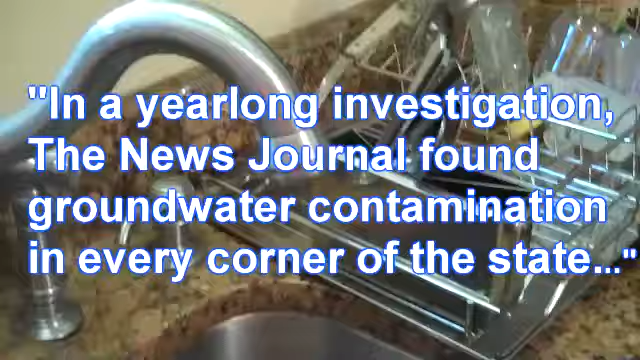 "In a yearlong investigation,
The News Journal found
groundwater contamination
in every corner of the state..."